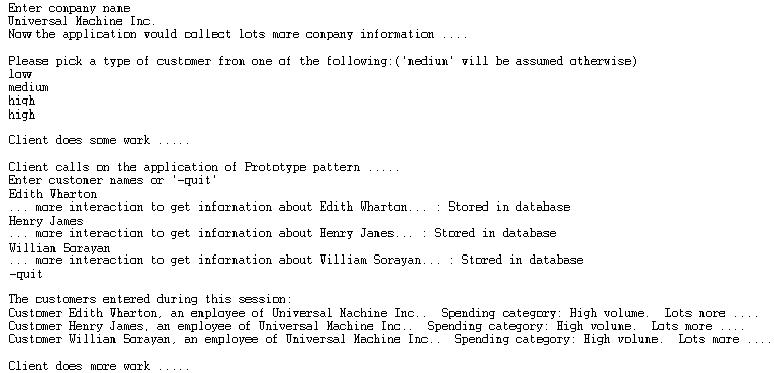 Enter company name
Universal Machine Inc.
Now the application would collect lots more company information ....
Please pick a type of customer from one of the following:('medium' will be assumed otherwise)
low
medium
high
high
Client does some work .....
Client calls on the application of Prototype pattern .....
Enter customer names or '-quit'
Edith Wharton
... more interaction to get information about Edith Wharton... : Stored in database
Henry James
... more interaction to get information about Henry James... : Stored in database
William Sorayan
... more interaction to get information about William Sorayan... : Stored in database
-quit
The customers entered during this session:
Customer Edith Wharton, an employee of Universal Machine Inc..  Spending category: High volume.  Lots more ....
Customer Henry James, an employee of Universal Machine Inc..  Spending category: High volume.  Lots more ....
Customer William Sorayan, an employee of Universal Machine Inc..  Spending category: High volume.  Lots more ....
Client does more work .....